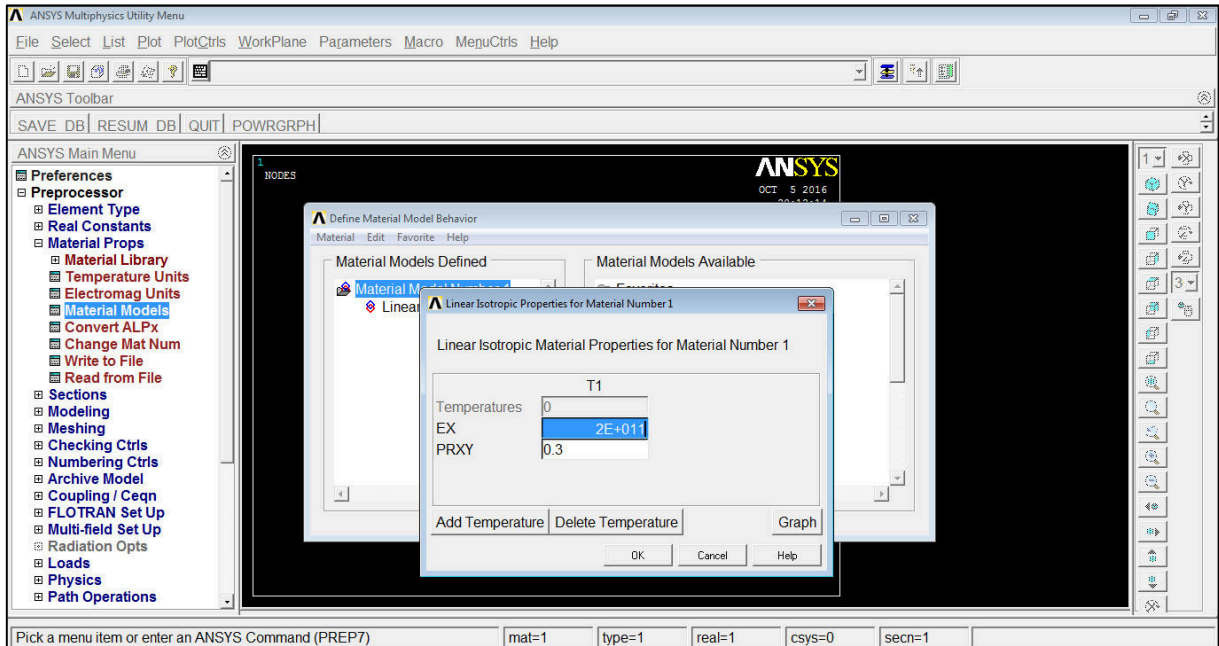 ANSYS Multiphysics Utility Menu
File Select List Plot PlotCtrls WorkPlane Parameters Macro MenuCtrls Help
ANSYS Toolbar
SAVE_DB RESUM_DB QUIT POWRGRPH
ANSYS Main Menu
Preferences
Preprocessor
Element Type
Real Constants
Material Props
Material Library
Temperature Units
Electromag Units
Material Models
Convert ALPx
Change Mat Num
Write to File
Read from File
Sections
Modeling
Meshing
Checking Ctrls
Numbering Ctrls
Archive Model
Coupling / Ceqn
FLOTRAN Set Up
Multi-field Set Up
Radiation Opts
Loads
Physics
Path Operations
1
NODES
ANSYS
OCT 5 2016
Define Material Model Behavior
Material Edit Favorite Help
Material Models Defined
Material Models Available
Linear Isotropic Properties for Material Number 1
Linear Isotropic Material Properties for Material Number 1
T1
Temperatures 0
EX 2E+011
PRXY 0.3
Add Temperature Delete Temperature Graph
OK Cancel Help
1
3
Pick a menu item or enter an ANSYS Command (PREP7) mat=1 type=1 real=1 csys=0 secn=1